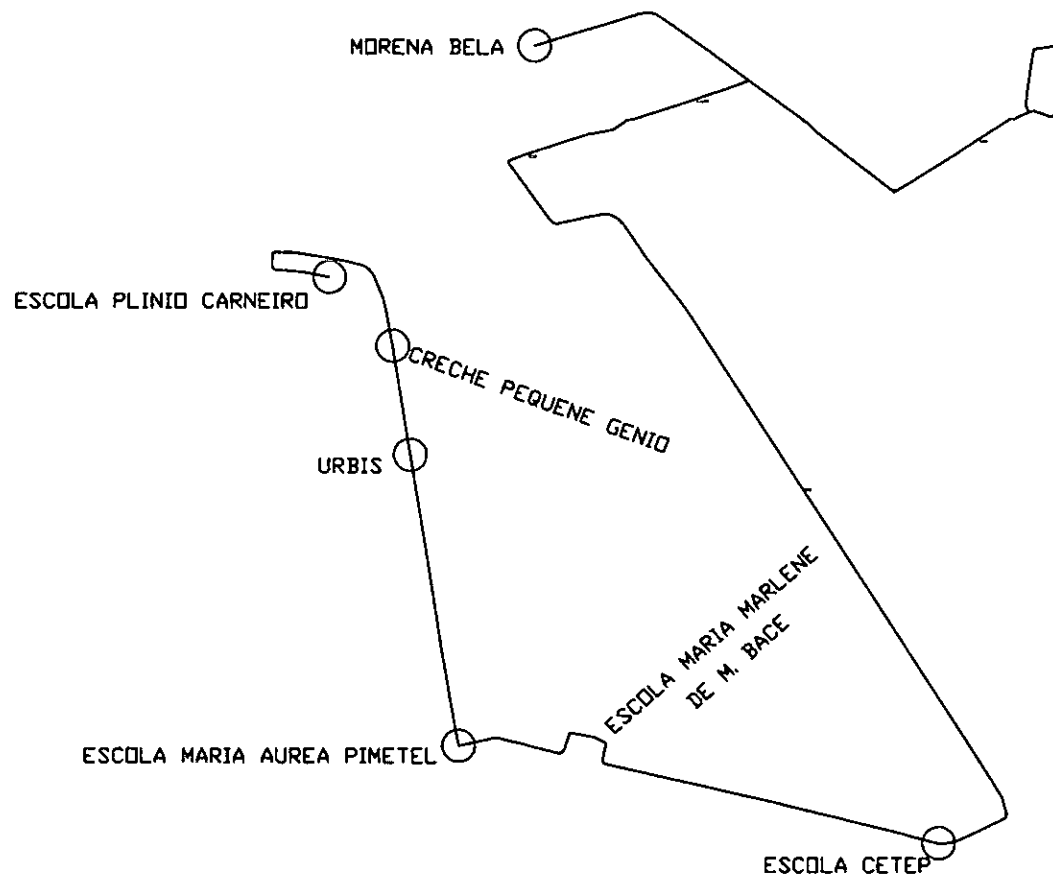 MORENA BELA
ESCOLA PLINIO CARNEIRO
CRECHE PEQUENE GENIO
URBIS
ESCOLA MARIA MARLENE
DE M. BACE
ESCOLA MARIA AUREA PIMETEL
ESCOLA CETEP